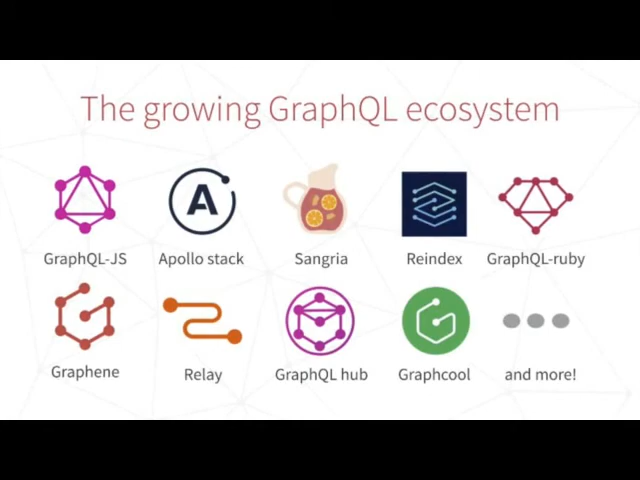 The growing GraphQL ecosystem
GraphQL-JS
A
Apollo stack
Sangria
Reindex
GraphQL-ruby
Graphene
Relay
GraphQL hub
Graphcool
and more!